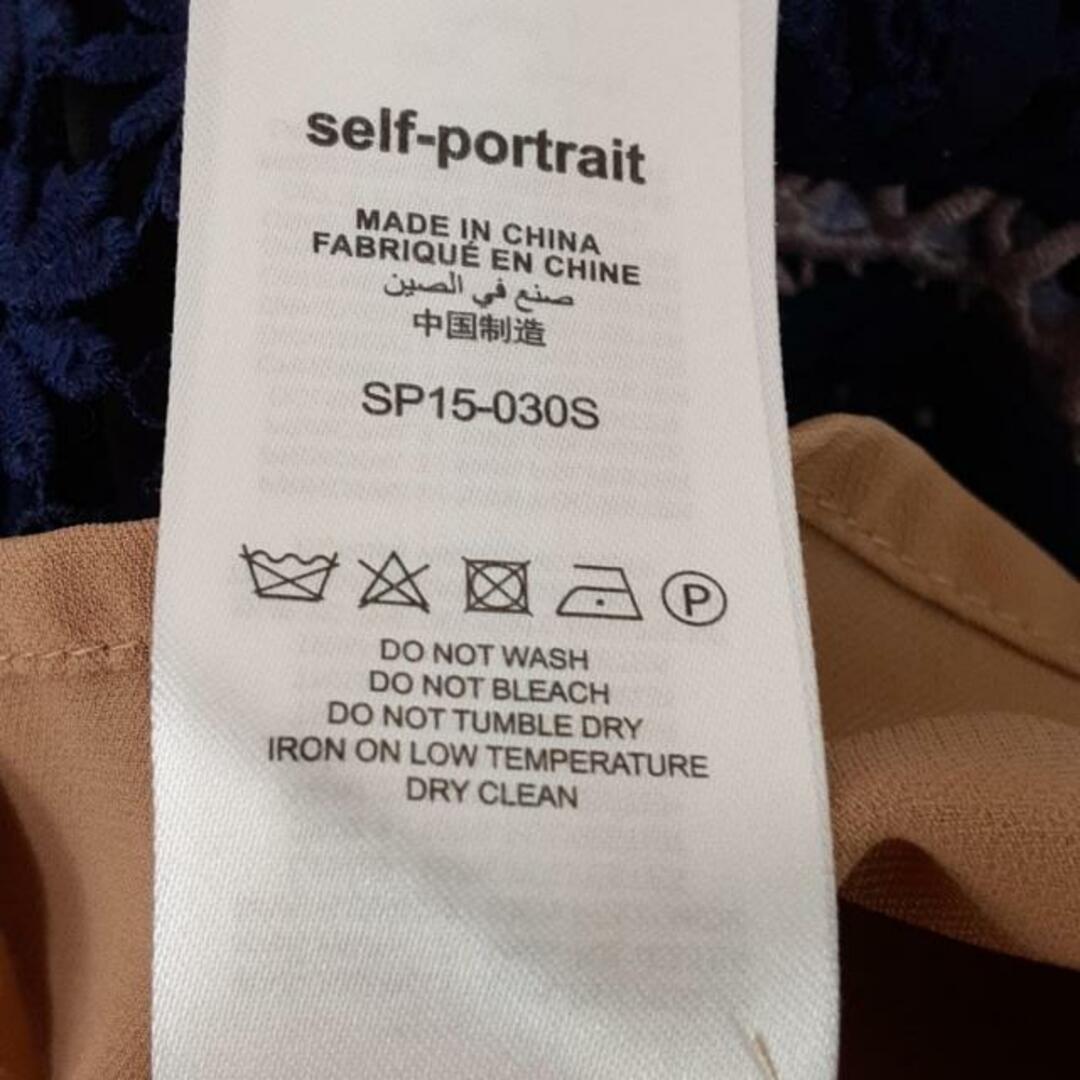 self-portrait
MADE IN CHINA
FABRIQUÉ EN CHINE
صنع في الصين
中国制造
SP15-030S
P
DO NOT WASH
DO NOT BLEACH
DO NOT TUMBLE DRY
IRON ON LOW TEMPERATURE
DRY CLEAN